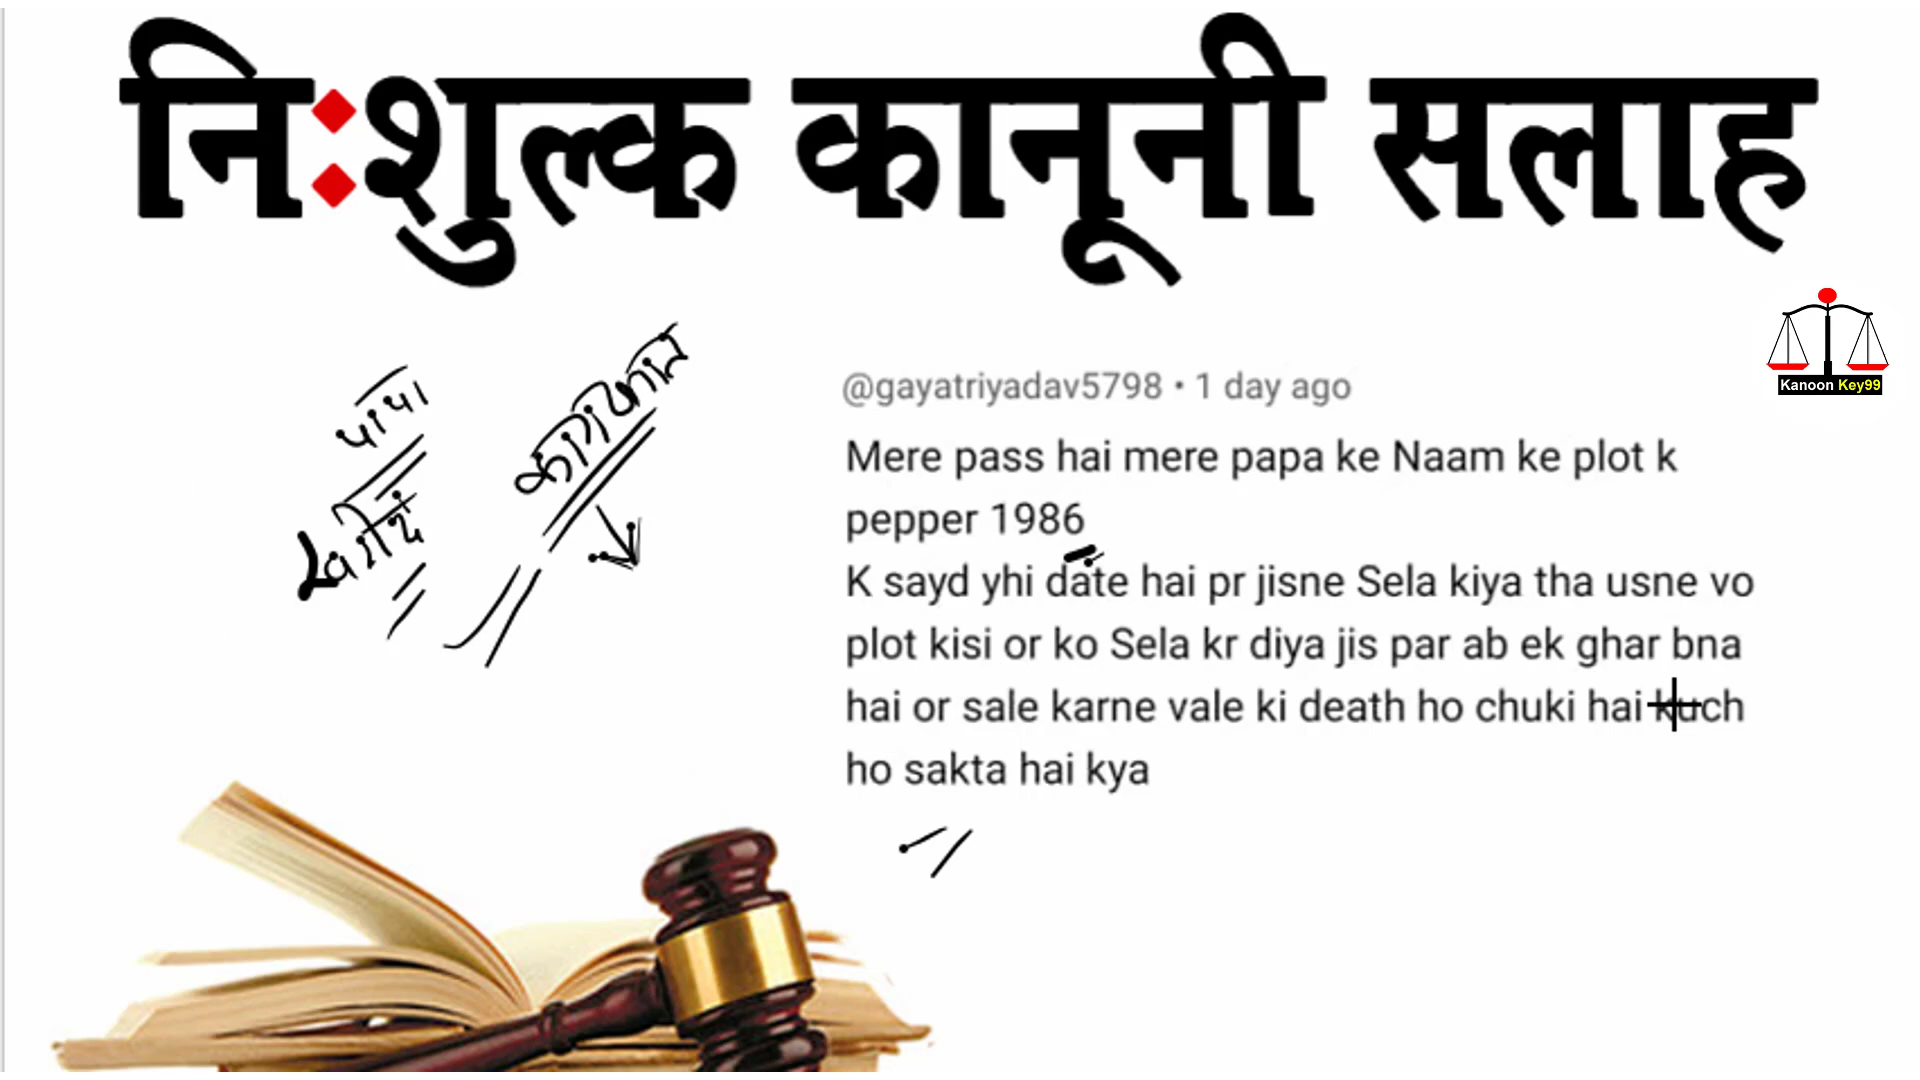 नि:शुल्क कानूनी सलाह
Kanoon Key99
@gayatriyadav5798 • 1 day ago
Mere pass hai mere papa ke Naam ke plot k
pepper 1986
K sayd yhi date hai pr jisne Sela kiya tha usne vo
plot kisi or ko Sela kr diya jis par ab ek ghar bna
hai or sale karne vale ki death ho chuki hai kuch
ho sakta hai kya
पापा